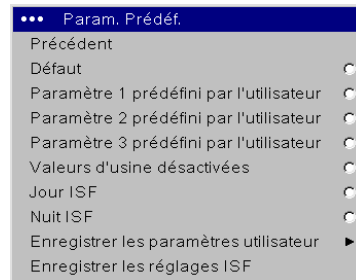 ••• Param. Prédéf.
Précédent
Défaut
Paramètre 1 prédéfini par l'utilisateur
Paramètre 2 prédéfini par l'utilisateur
Paramètre 3 prédéfini par l'utilisateur
Valeurs d'usine désactivées
Jour ISF
Nuit ISF
Enregistrer les paramètres utilisateur
Enregistrer les réglages ISF